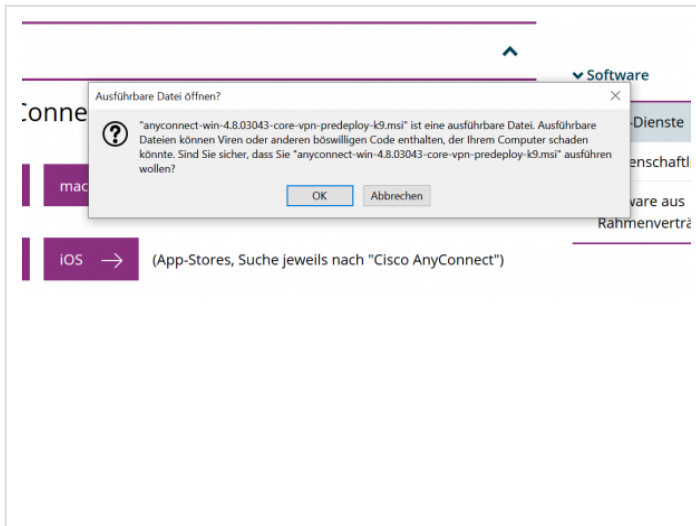 Software
Ausführbare Datei öffnen?
"anyconnect-win-4.8.03043-core-vpn-predeploy-k9.msi" ist eine ausführbare Datei. Ausführbare
Dateien können Viren oder anderen böswilligen Code enthalten, der Ihrem Computer schaden
könnte. Sind Sie sicher, dass Sie "anyconnect-win-4.8.03043-core-vpn-predeploy-k9.msi" ausführen
wollen?
OK Abbrechen
Conne
mac
-Dienste
enschaftli
ware aus
Rahmenverträ
iOS → (App-Stores, Suche jeweils nach "Cisco AnyConnect")